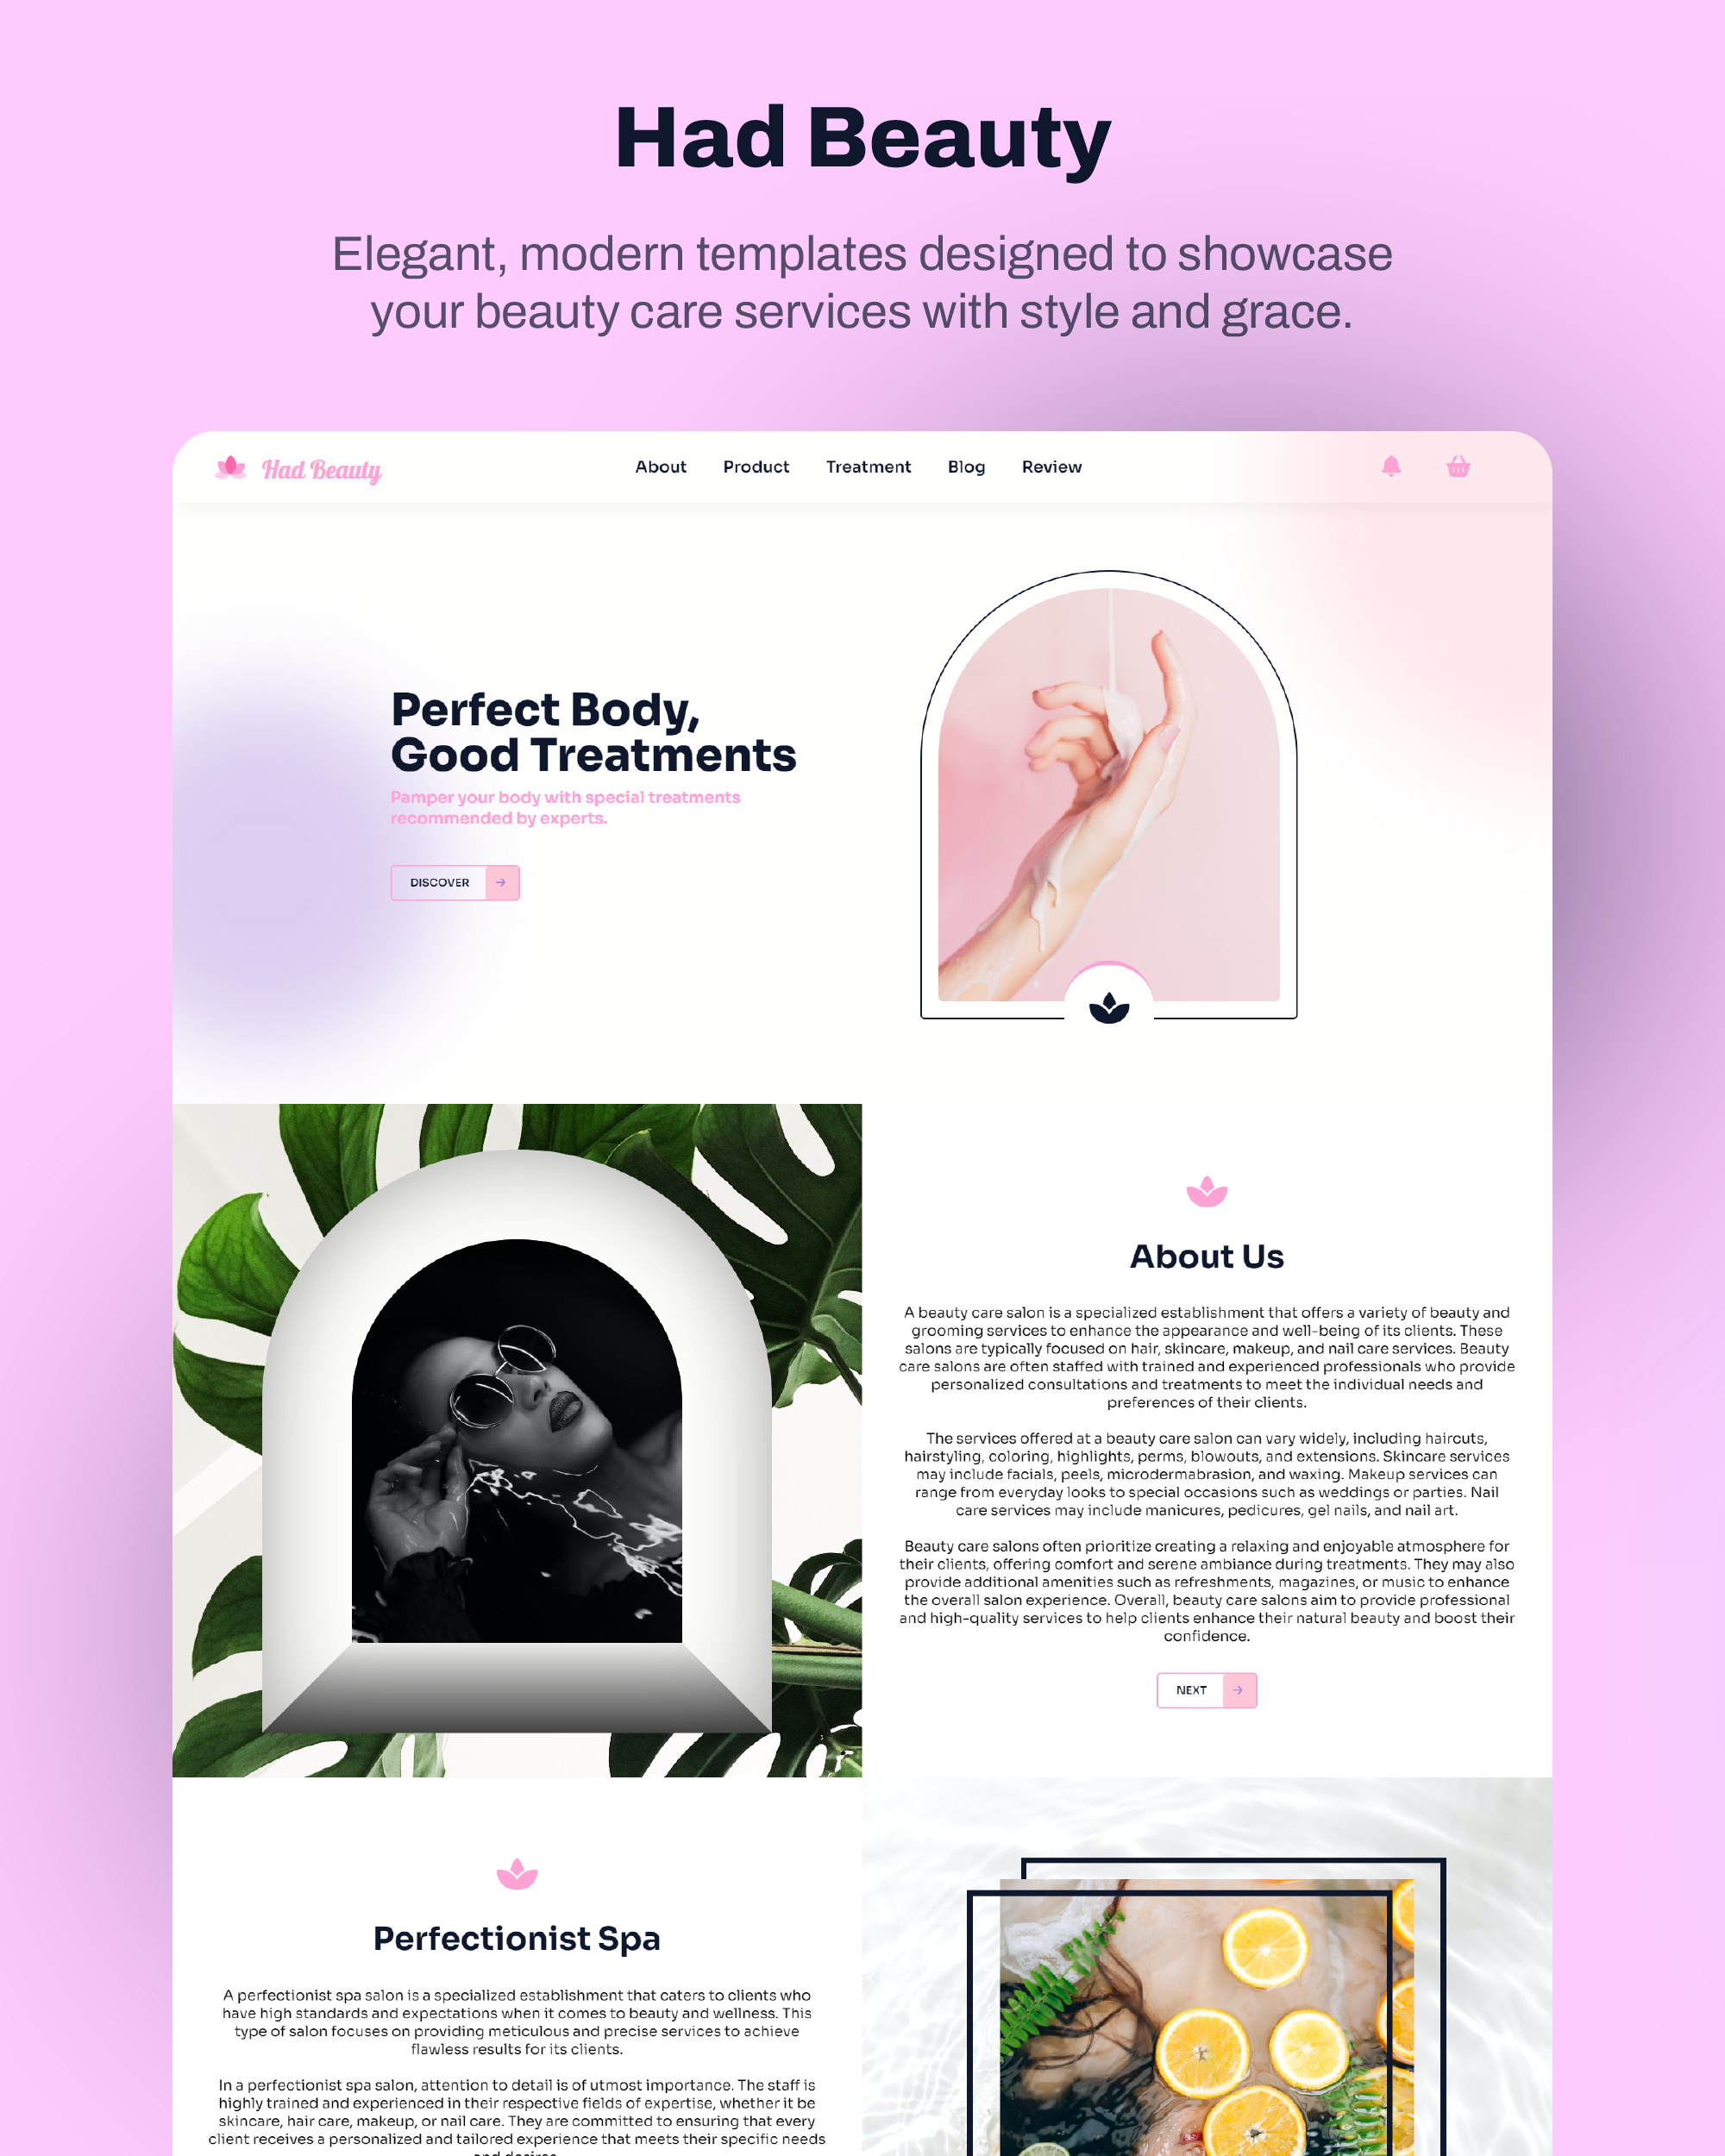 Had Beauty
Elegant, modern templates designed to showcase
your beauty care services with style and grace.
Had Beauty
About Product Treatment Blog Review
Perfect Body,
Good Treatments
Pamper your body with special treatments
recommended by experts.
DISCOVER
About Us
A beauty care salon is a specialized establishment that offers a variety of beauty and
grooming services to enhance the appearance and well-being of its clients. These
salons are typically focused on hair, skincare, makeup, and nail care services. Beauty
care salons are often staffed with trained and experienced professionals who provide
personalized consultations and treatments to meet the individual needs and
preferences of their clients.
The services offered at a beauty care salon can vary widely, including haircuts,
hairstyling, coloring, highlights, perms, blowouts, and extensions. Skincare services
may include facials, peels, microdermabrasion, and waxing. Makeup services can
range from everyday looks to special occasions such as weddings or parties. Nail
care services may include manicures, pedicures, gel nails, and nail art.
Beauty care salons often prioritize creating a relaxing and enjoyable atmosphere for
their clients, offering comfort and serene ambiance during treatments. They may also
provide additional amenities such as refreshments, magazines, or music to enhance
the overall salon experience. Overall, beauty care salons aim to provide professional
and high-quality services to help clients enhance their natural beauty and boost their
confidence.
NEXT
Perfectionist Spa
A perfectionist spa salon is a specialized establishment that caters to clients who
have high standards and expectations when it comes to beauty and wellness. This
type of salon focuses on providing meticulous and precise services to achieve
flawless results for its clients.
In a perfectionist spa salon, attention to detail is of utmost importance. The staff is
highly trained and experienced in their respective fields of expertise, whether it be
skincare, hair care, makeup, or nail care. They are committed to ensuring that every
client receives a personalized and tailored experience that meets their specific needs